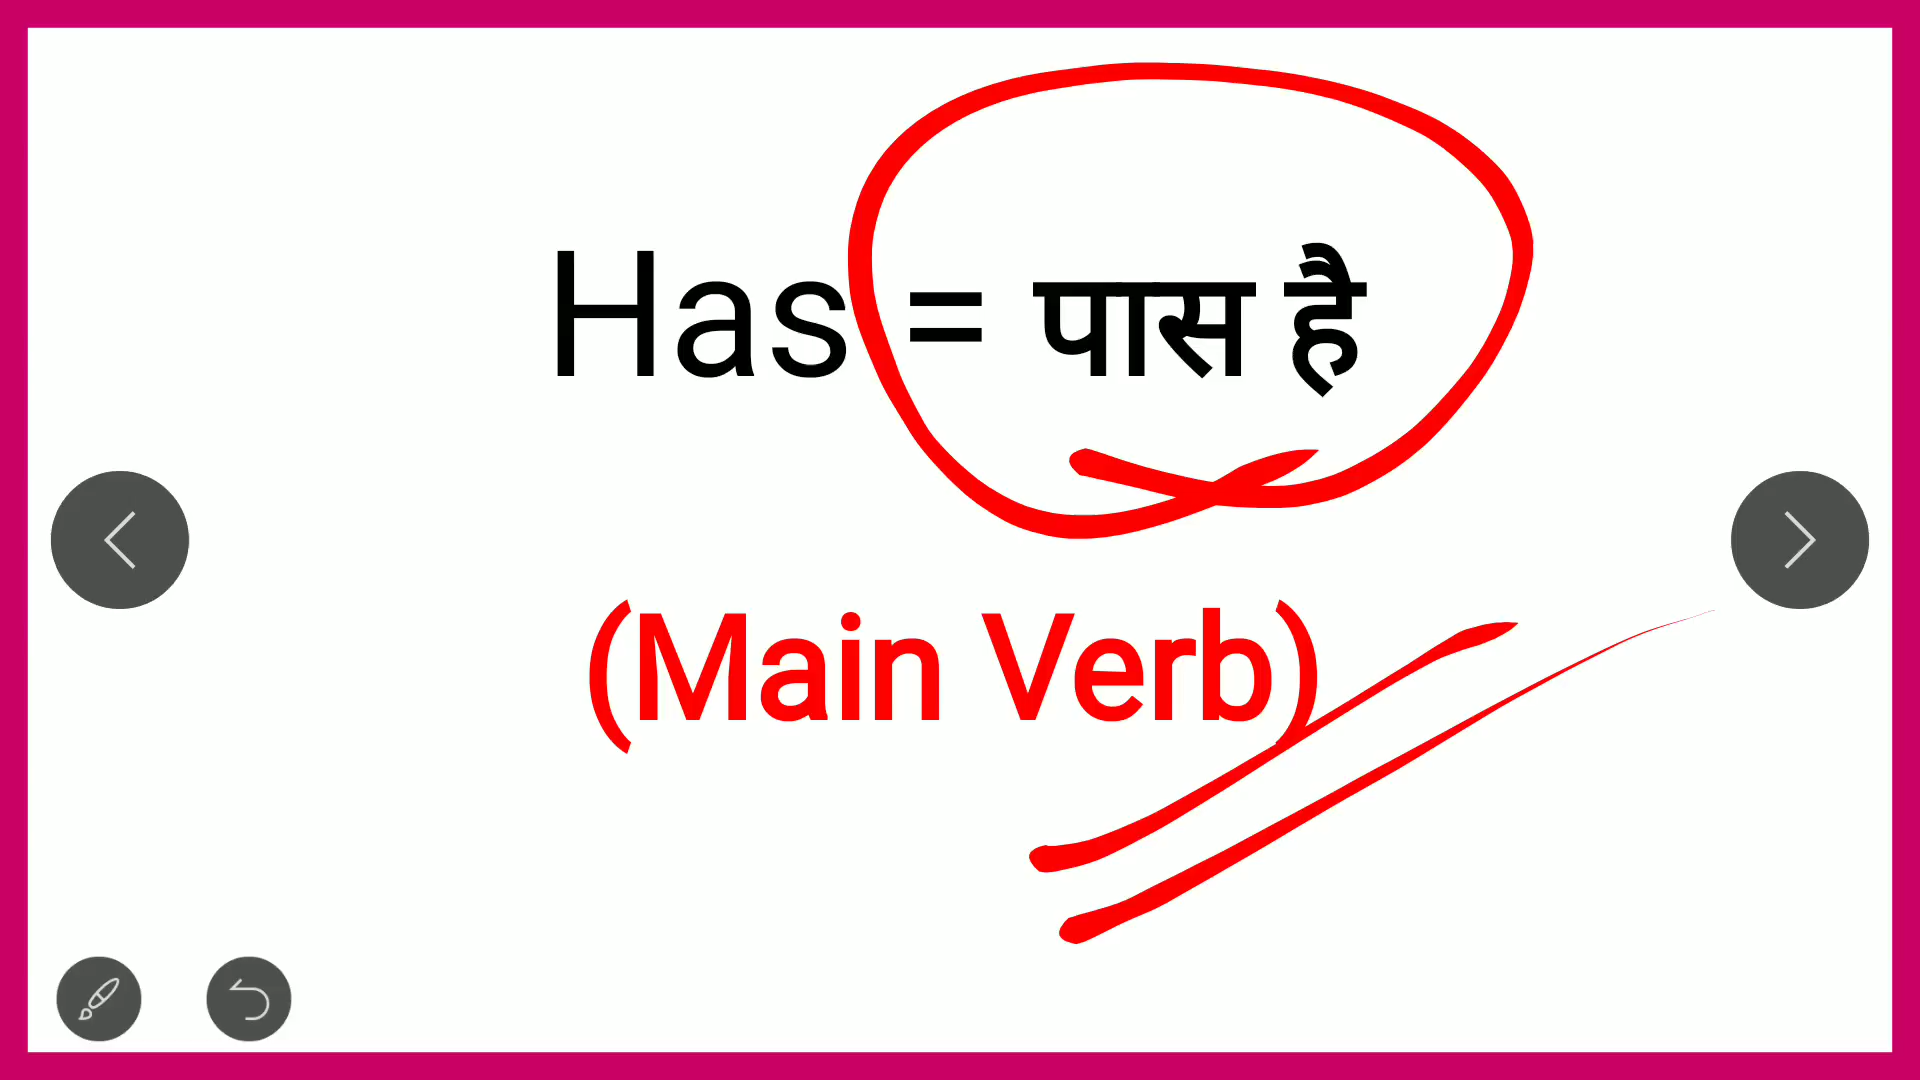 Has = पास है
(Main Verb)